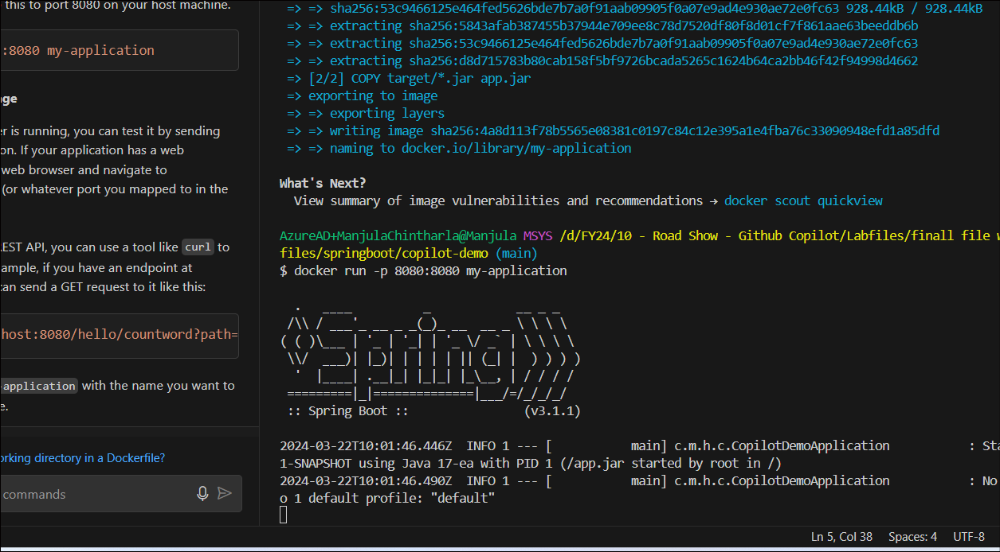 this to port 8080 on your host machine.
:8080 my-application
ge
er is running, you can test it by sending
on. If your application has a web
web browser and navigate to
(or whatever port you mapped to in the
EST API, you can use a tool like curl to
ample, if you have an endpoint at
can send a GET request to it like this:
host:8080/hello/countword?path=
-application with the name you want to
e.
orking directory in a Dockerfile?
commands
=> => sha256:53c9466125e464fed5626bde7b7a0f91aab09905f0a07e9ad4e930ae72e0fc63 928.44kB / 928.44kB
=> => extracting sha256:5843afab387455b37944e709ee8c78d7520df80f8d01cf7f861aae63beeddb6b
=> => extracting sha256:53c9466125e464fed5626bde7b7a0f91aab09905f0a07e9ad4e930ae72e0fc63
=> => extracting sha256:d8d715783b80cab158f5bf9726bcada5265c1624b64ca2bb46f42f94998d4662
=> [2/2] COPY target/*.jar app.jar
=> exporting to image
=> => exporting layers
=> => writing image sha256:4a8d113f78b5565e08381c0197c84c12e395a1e4fba76c33090948efd1a85dfd
=> => naming to docker.io/library/my-application
What's Next?
View summary of image vulnerabilities and recommendations → docker scout quickview
AzureAD+ManjulaChintharla@Manjula MSYS /d/FY24/10 - Road Show - Github Copilot/Labfiles/finall file w
files/springboot/copilot-demo (main)
$ docker run -p 8080:8080 my-application
  .   ____          _            __ _ _
 /\\ / ___'_ __ _ _(_)_ __  __ _ \ \ \ \
( ( )\___ | '_ | '_| | '_ \/ _` | \ \ \ \
 \\/  ___)| |_)| | | | | || (_| |  ) ) ) )
  '  |____| .__|_| |_|_| |_\__, | / / / /
 =========|_|==============|___/=/_/_/_/
:: Spring Boot ::                (v3.1.1)
2024-03-22T10:01:46.446Z  INFO 1 --- [           main] c.m.h.c.CopilotDemoApplication           : Sta
1-SNAPSHOT using Java 17-ea with PID 1 (/app.jar started by root in /)
2024-03-22T10:01:46.490Z  INFO 1 --- [           main] c.m.h.c.CopilotDemoApplication           : No
o 1 default profile: "default"
Ln 5, Col 38 Spaces: 4 UTF-8